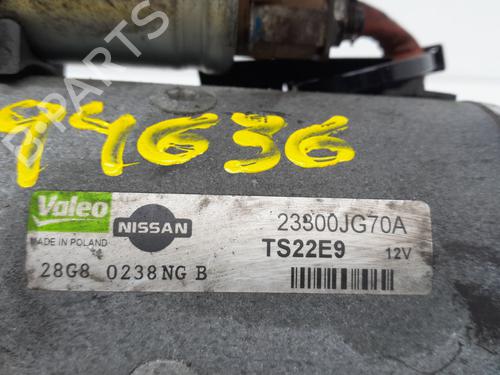 94636
Valeo
MADE IN POLAND
NISSAN
23300JG70A
TS22E9 12V
28G8 0238NG B